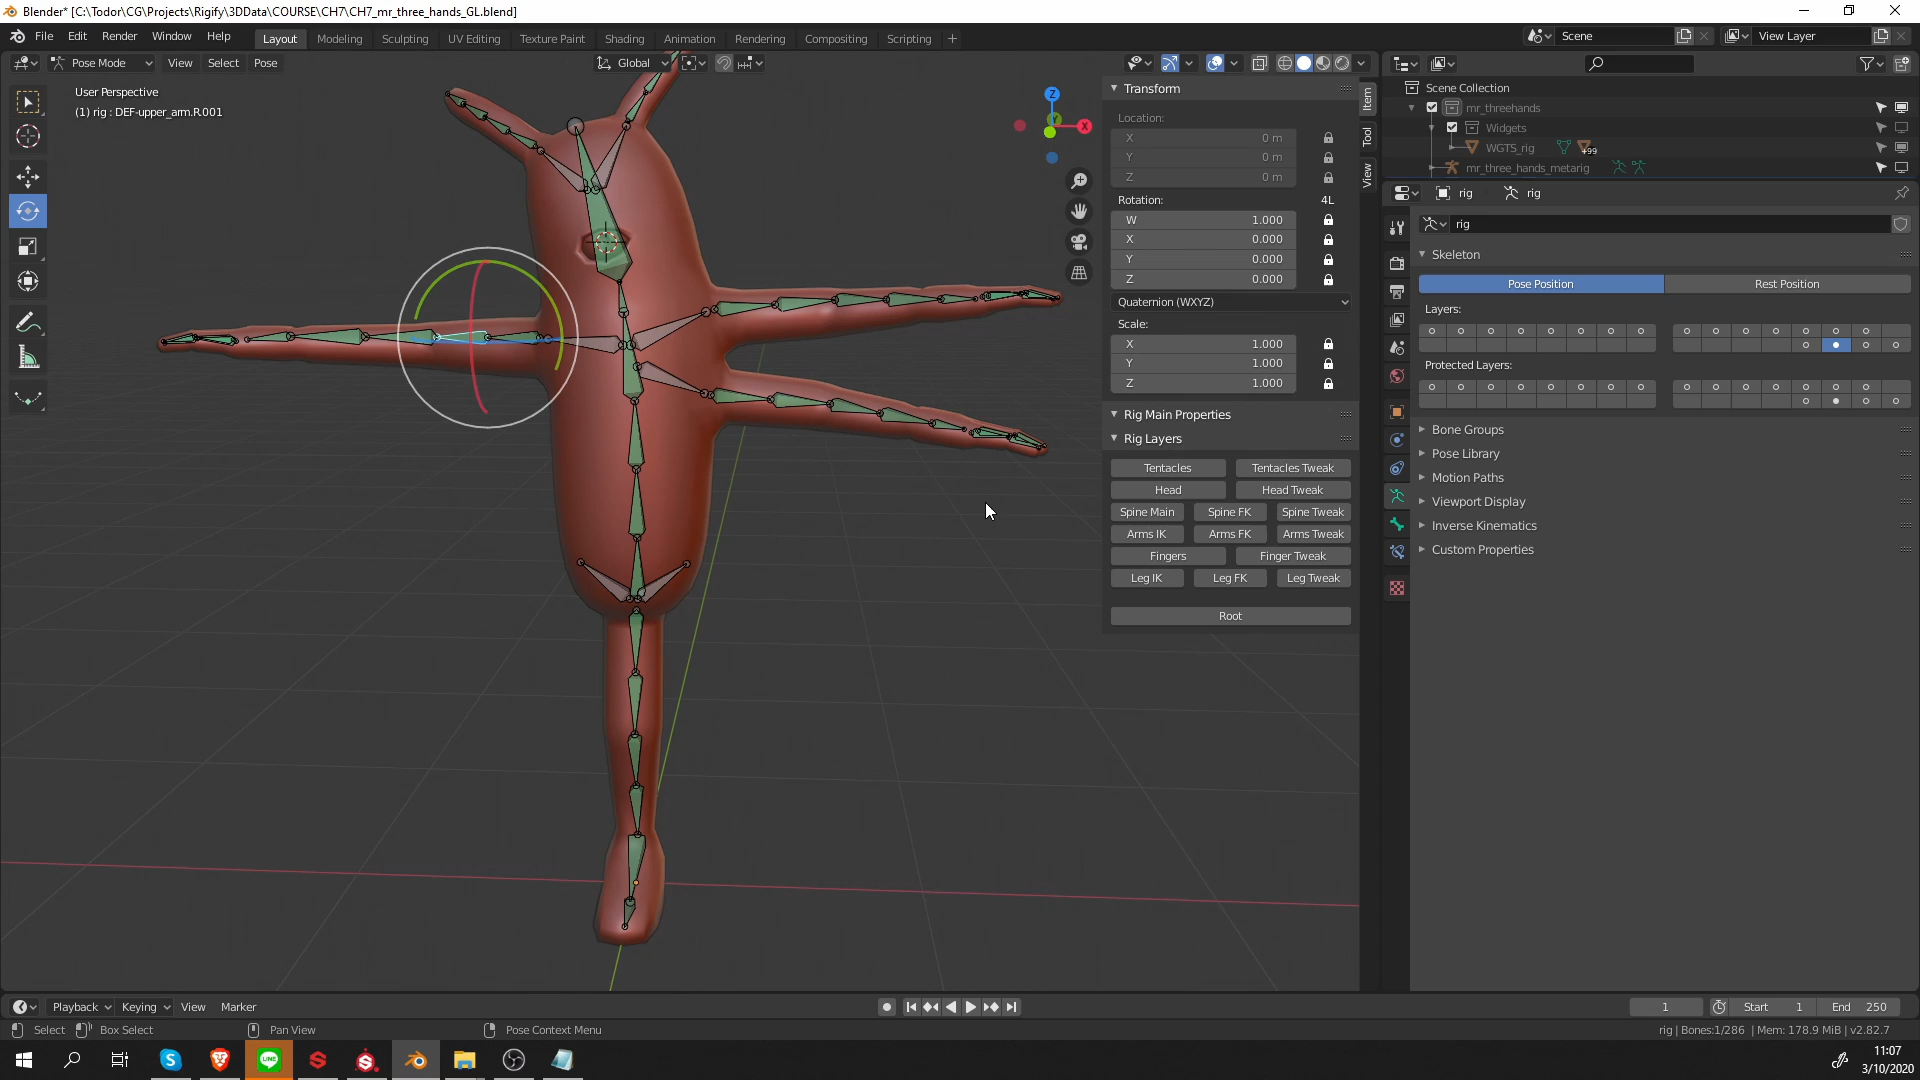 Blender* [C:\Todor\CG\Projects\Rigify\3DData\COURSE\CH7\CH7_mr_three_hands_GL.blend]
File Edit Render Window Help
Layout Modeling Sculpting UV Editing Texture Paint Shading Animation Rendering Compositing Scripting +
Scene
View Layer
Pose Mode View Select Pose
Global
User Perspective
(1) rig : DEF-upper_arm.R.001
Z
X
Transform
Location:
X 0 m
Y 0 m
Z 0 m
Rotation: 4L
W 1.000
X 0.000
Y 0.000
Z 0.000
Quaternion (WXYZ)
Scale:
X 1.000
Y 1.000
Z 1.000
Rig Main Properties
Rig Layers
Tentacles Tentacles Tweak
Head Head Tweak
Spine Main Spine FK Spine Tweak
Arms IK Arms FK Arms Tweak
Fingers Finger Tweak
Leg IK Leg FK Leg Tweak
Root
Item
Tool
View
Scene Collection
mr_threehands
Widgets
WGTS_rig +99
mr_three_hands_metarig
rig rig
rig
Skeleton
Pose Position Rest Position
Layers:
Protected Layers:
Bone Groups
Pose Library
Motion Paths
Viewport Display
Inverse Kinematics
Custom Properties
Playback Keying View Marker
1 Start 1 End 250
Select Box Select Pan View Pose Context Menu
rig | Bones:1/286 | Mem: 178.9 MiB | v2.82.7
LINE
11:07
3/10/2020